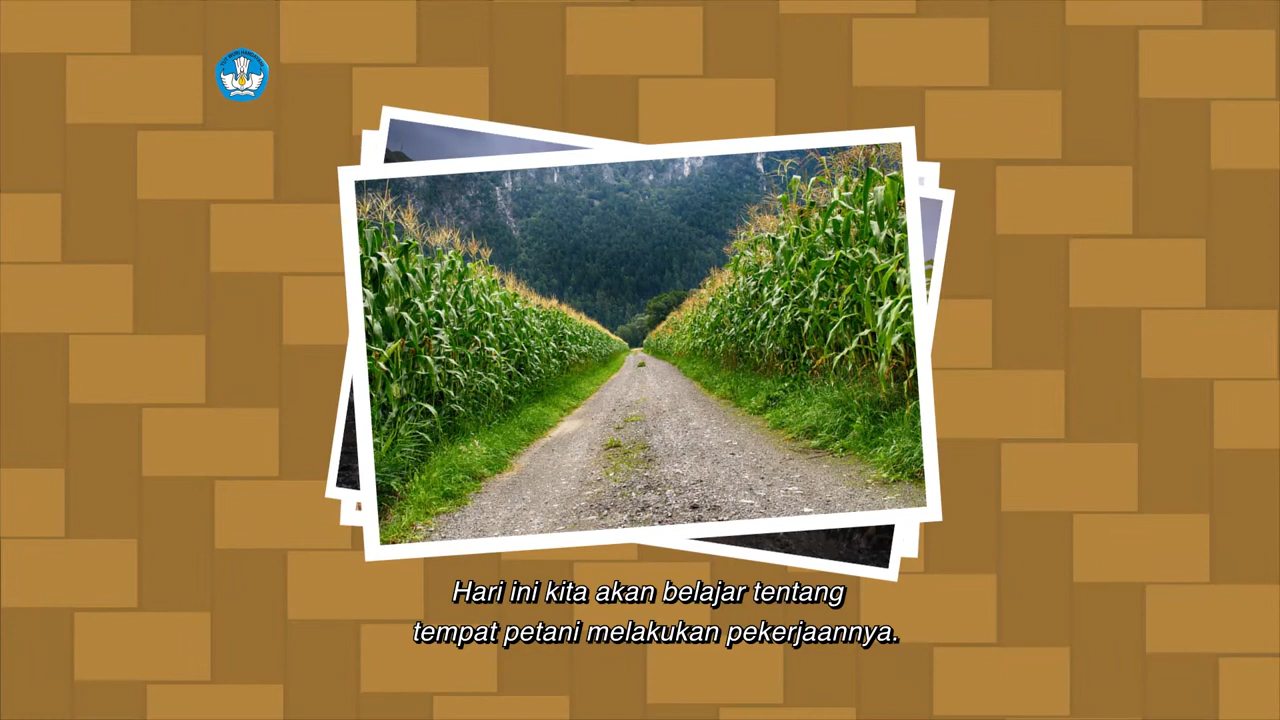 Hari ini kita akan belajar tentang
tempat petani melakukan pekerjaannya.